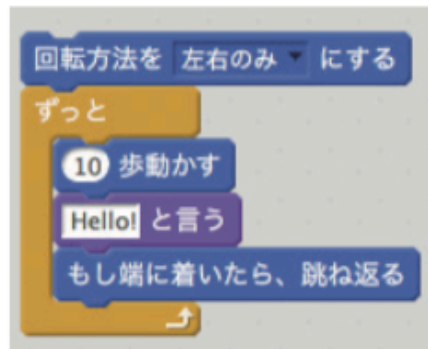 回転方法を 左右のみ にする
ずっと
10 歩動かす
Hello! と言う
もし端に着いたら、跳ね返る